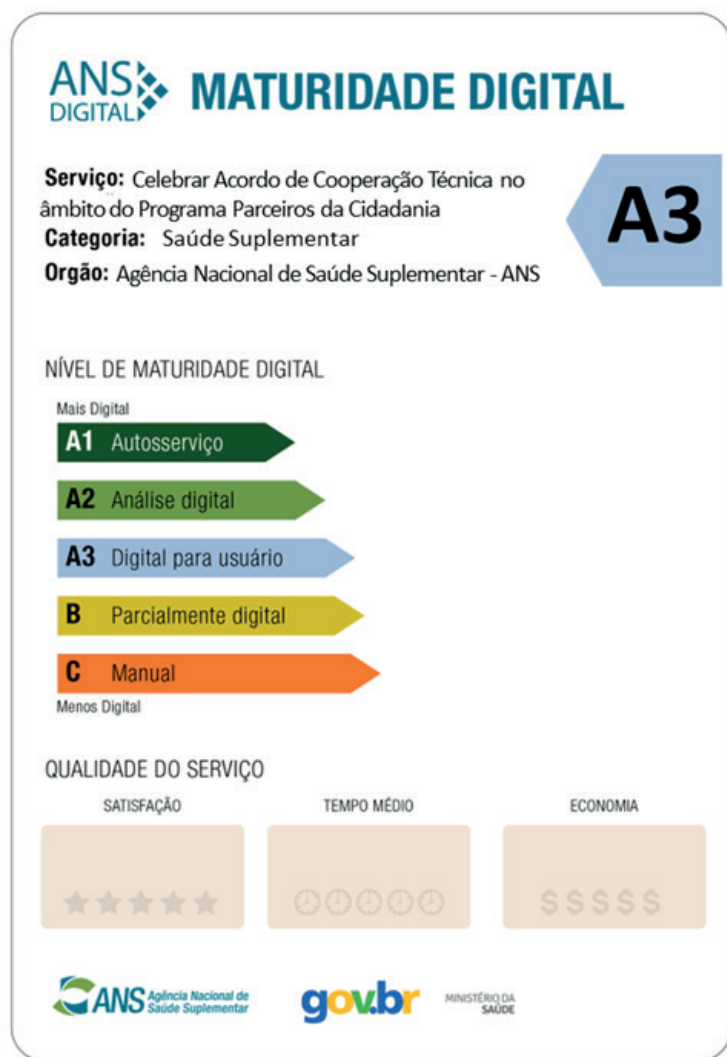 ANS
DIGITAL
MATURIDADE DIGITAL
Serviço: Celebrar Acordo de Cooperação Técnica no
âmbito do Programa Parceiros da Cidadania
Categoria: Saúde Suplementar
Orgão: Agência Nacional de Saúde Suplementar - ANS
A3
NÍVEL DE MATURIDADE DIGITAL
Mais Digital
A1 Autosserviço
A2 Análise digital
A3 Digital para usuário
B Parcialmente digital
C Manual
Menos Digital
QUALIDADE DO SERVIÇO
SATISFAÇÃO TEMPO MÉDIO ECONOMIA
$$$$$
ANS Agência Nacional de
Saúde Suplementar
gov.br
MINISTÉRIO DA
SAÚDE